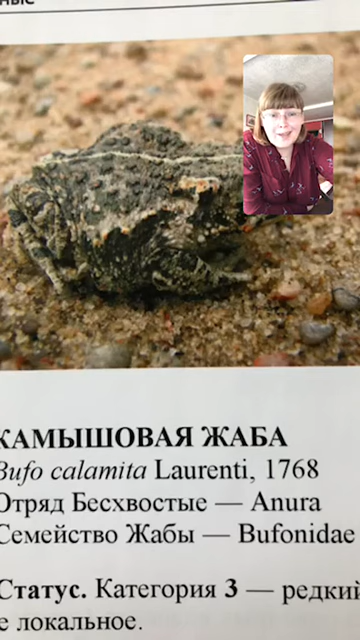 КАМЫШОВАЯ ЖАБА
Bufo calamita Laurenti, 1768
Отряд Бесхвостые — Anura
Семейство Жабы — Bufonidae
Статус. Категория 3 — редкий
е локальное.